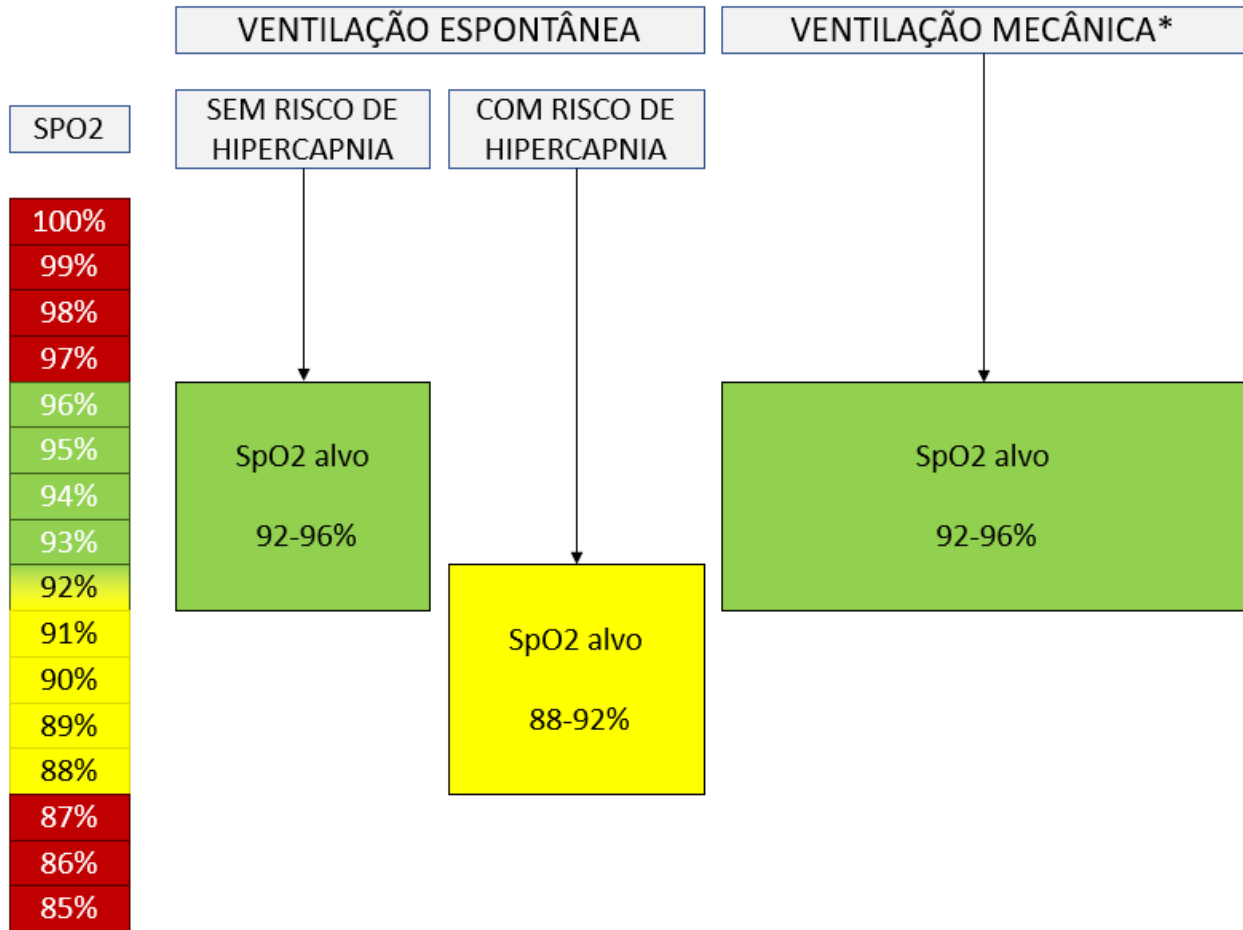 VENTILAÇÃO ESPONTÂNEA
VENTILAÇÃO MECÂNICA*
SPO2
SEM RISCO DE
HIPERCAPNIA
COM RISCO DE
HIPERCAPNIA
100%
99%
98%
97%
96%
95%
94%
93%
92%
91%
90%
89%
88%
87%
86%
85%
SpO2 alvo
92-96%
SpO2 alvo
88-92%
SpO2 alvo
92-96%